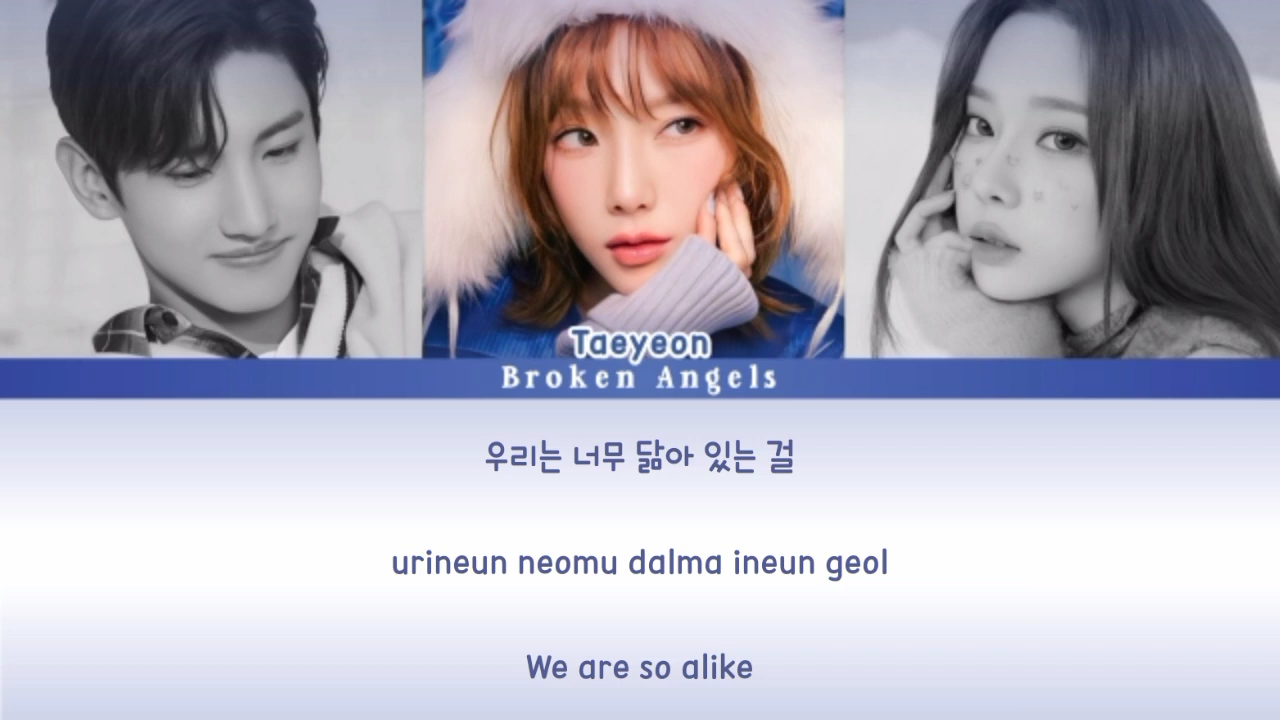 Taeyeon
Broken Angels
우리는 너무 닮아 있는 걸
urineun neomu dalma ineun geol
We are so alike